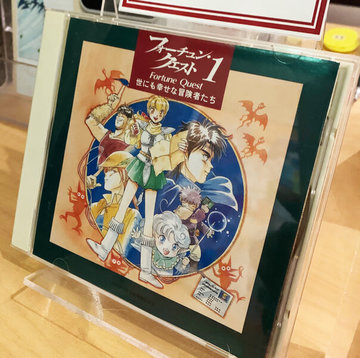 フォーチュン・
クエスト1
Fortune Quest
世にも幸せな冒険者たち